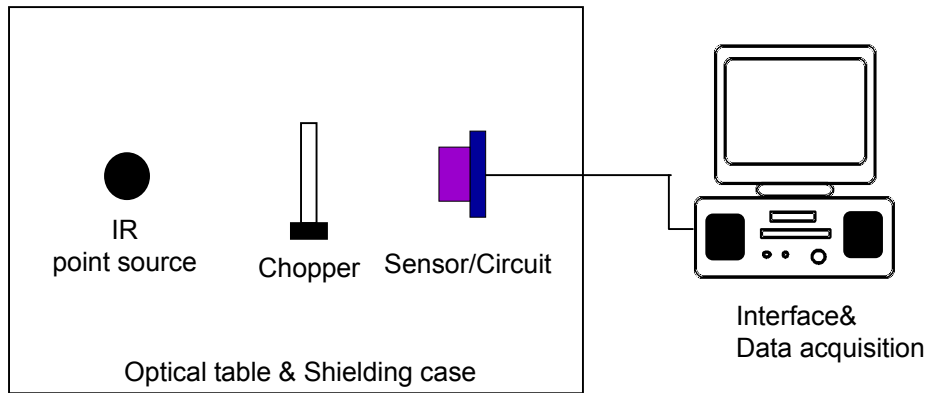 IR
point source
Chopper
Sensor/Circuit
Interface&
Data acquisition
Optical table & Shielding case